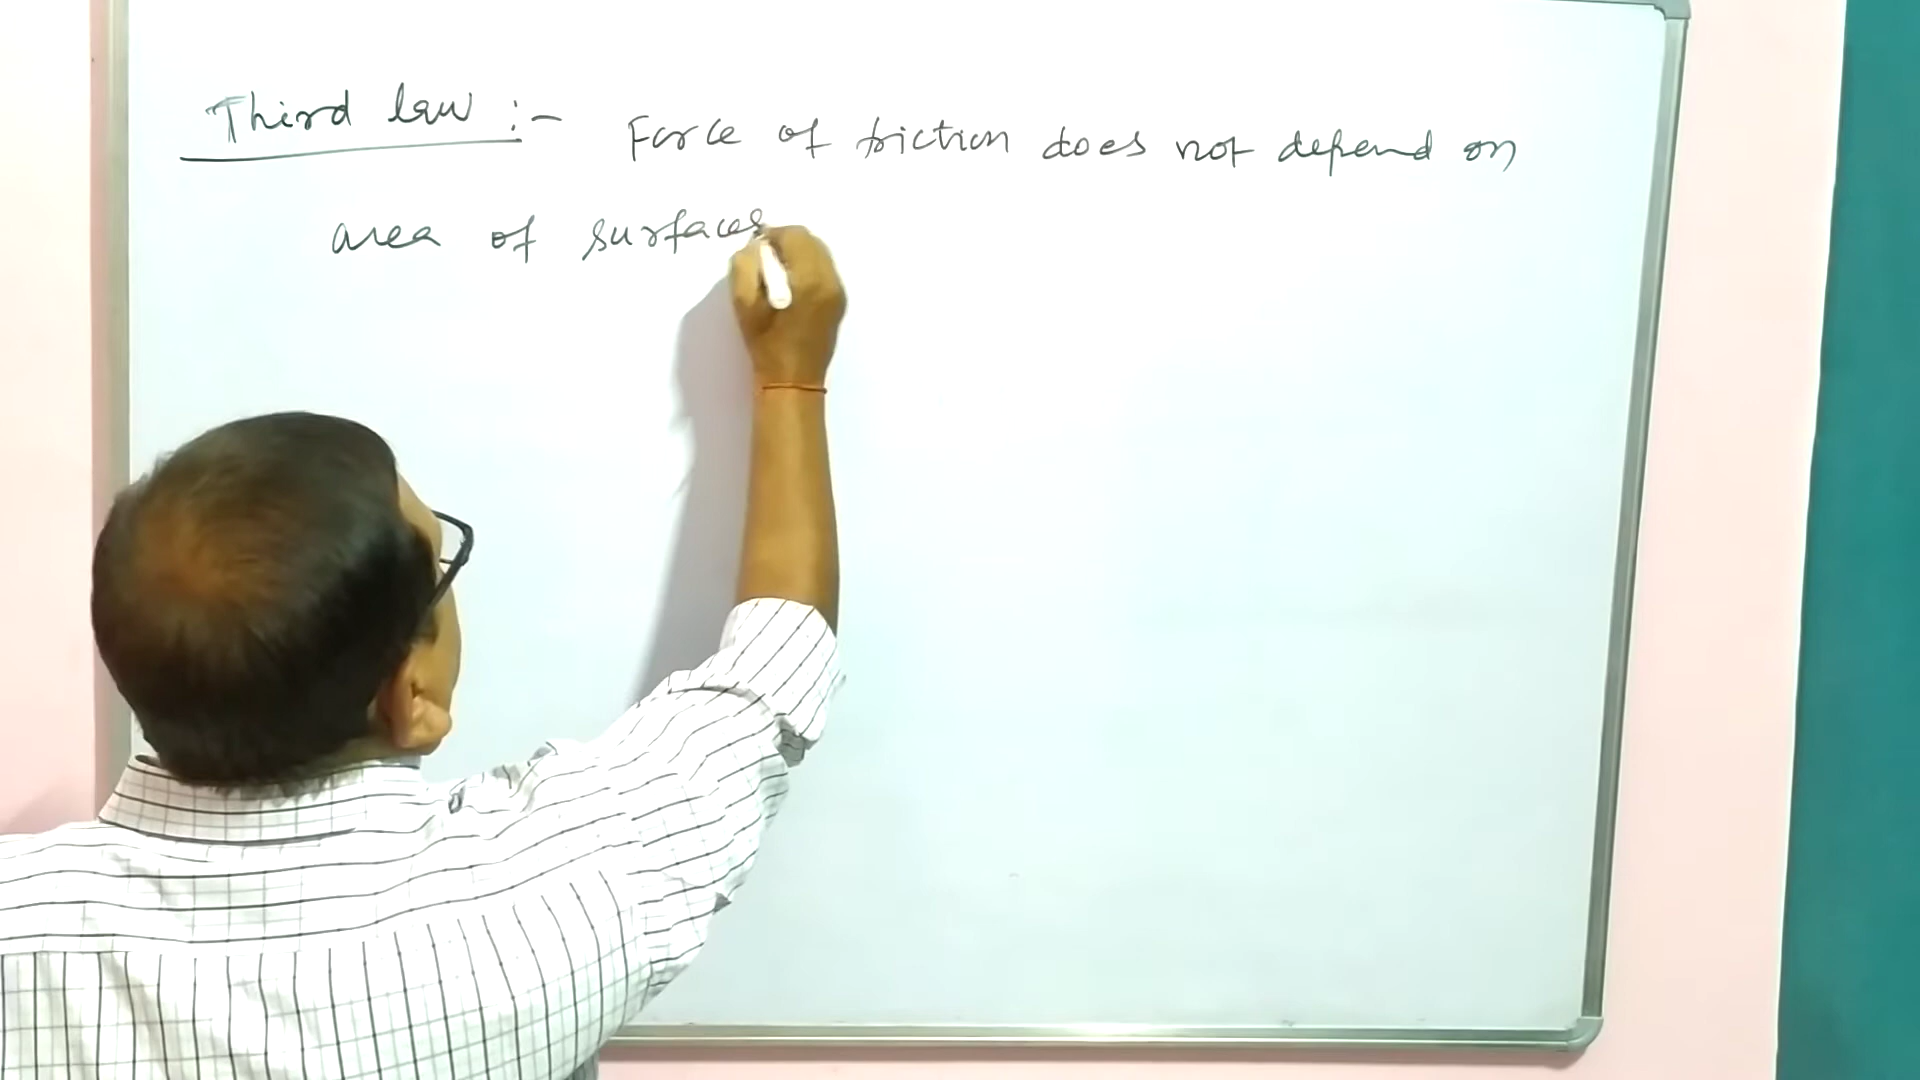 Third law :- Force of friction does not depend on
area of surfaces